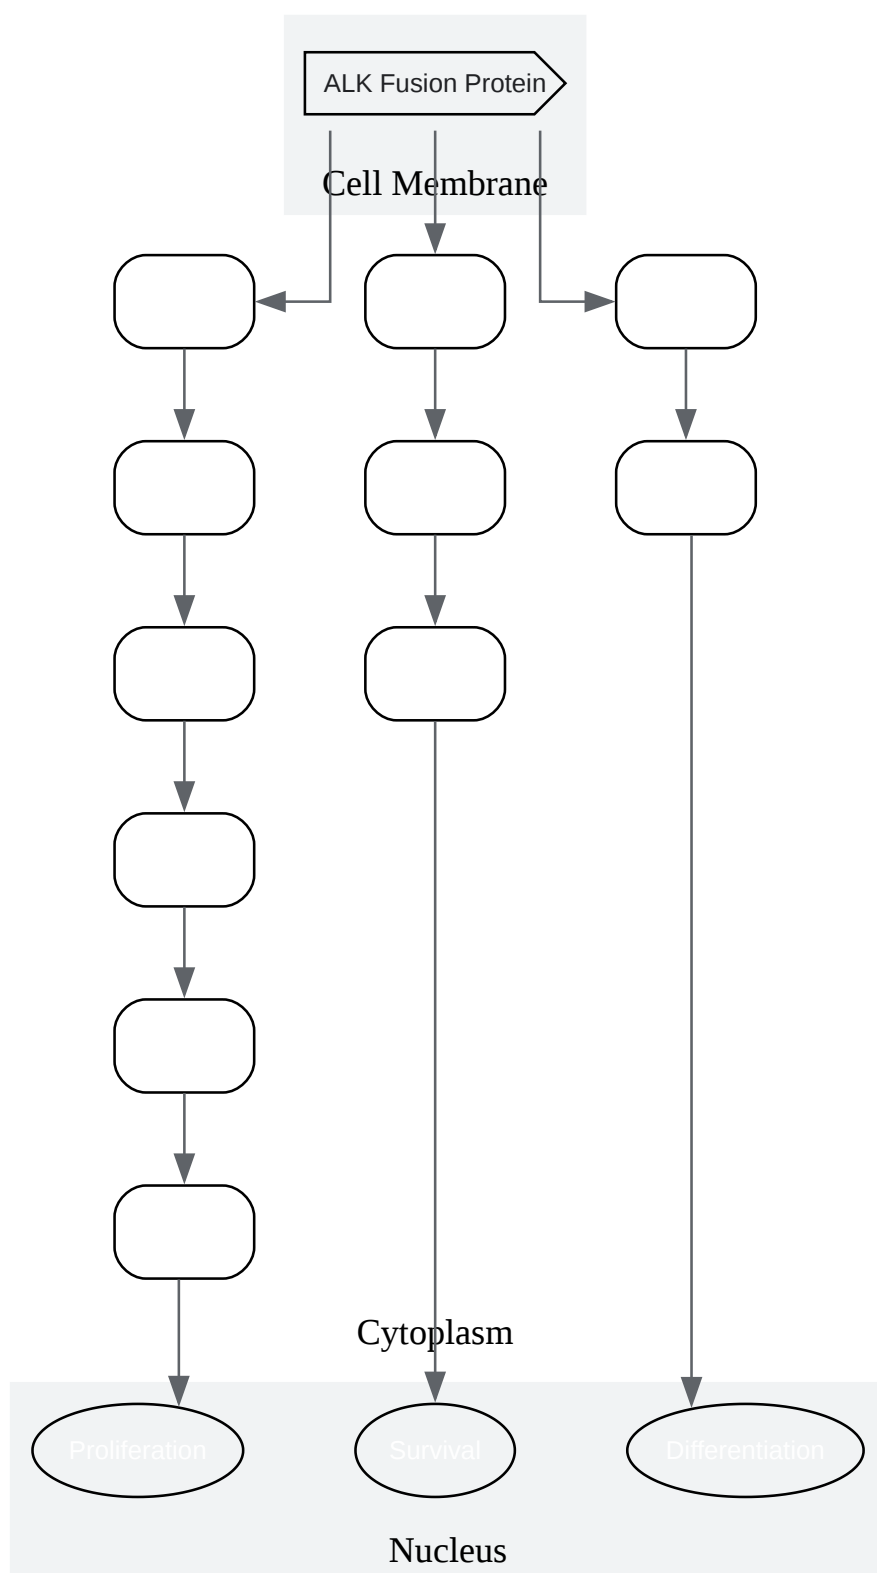 ALK Fusion Protein
Cell Membrane
Cytoplasm
Proliferation
Survival
Differentiation
Nucleus